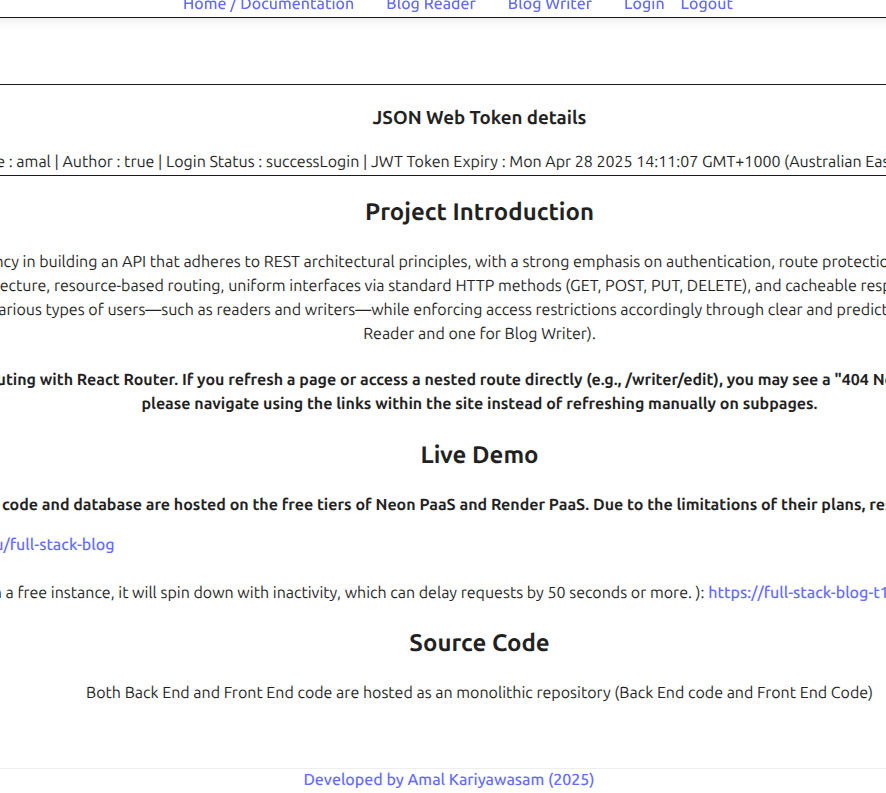 Home / Documentation Blog Reader Blog Writer Login Logout
JSON Web Token details
: amal | Author : true | Login Status : successLogin | JWT Token Expiry : Mon Apr 28 2025 14:11:07 GMT+1000 (Australian
Project Introduction
in building an API that adheres to REST architectural principles, with a strong emphasis on authentication, route
resource-based routing, uniform interfaces via standard HTTP methods (GET, POST, PUT, DELETE), and cacheable
types of users—such as readers and writers—while enforcing access restrictions accordingly through clear and
Reader and one for Blog Writer).
with React Router. If you refresh a page or access a nested route directly (e.g., /writer/edit), you may see a "404
please navigate using the links within the site instead of refreshing manually on subpages.
Live Demo
code and database are hosted on the free tiers of Neon PaaS and Render PaaS. Due to the limitations of their plans,
/full-stack-blog
a free instance, it will spin down with inactivity, which can delay requests by 50 seconds or more. ): https://full-stack-blog-t1
Source Code
Both Back End and Front End code are hosted as an monolithic repository (Back End code and Front End Code)
Developed by Amal Kariyawasam (2025)